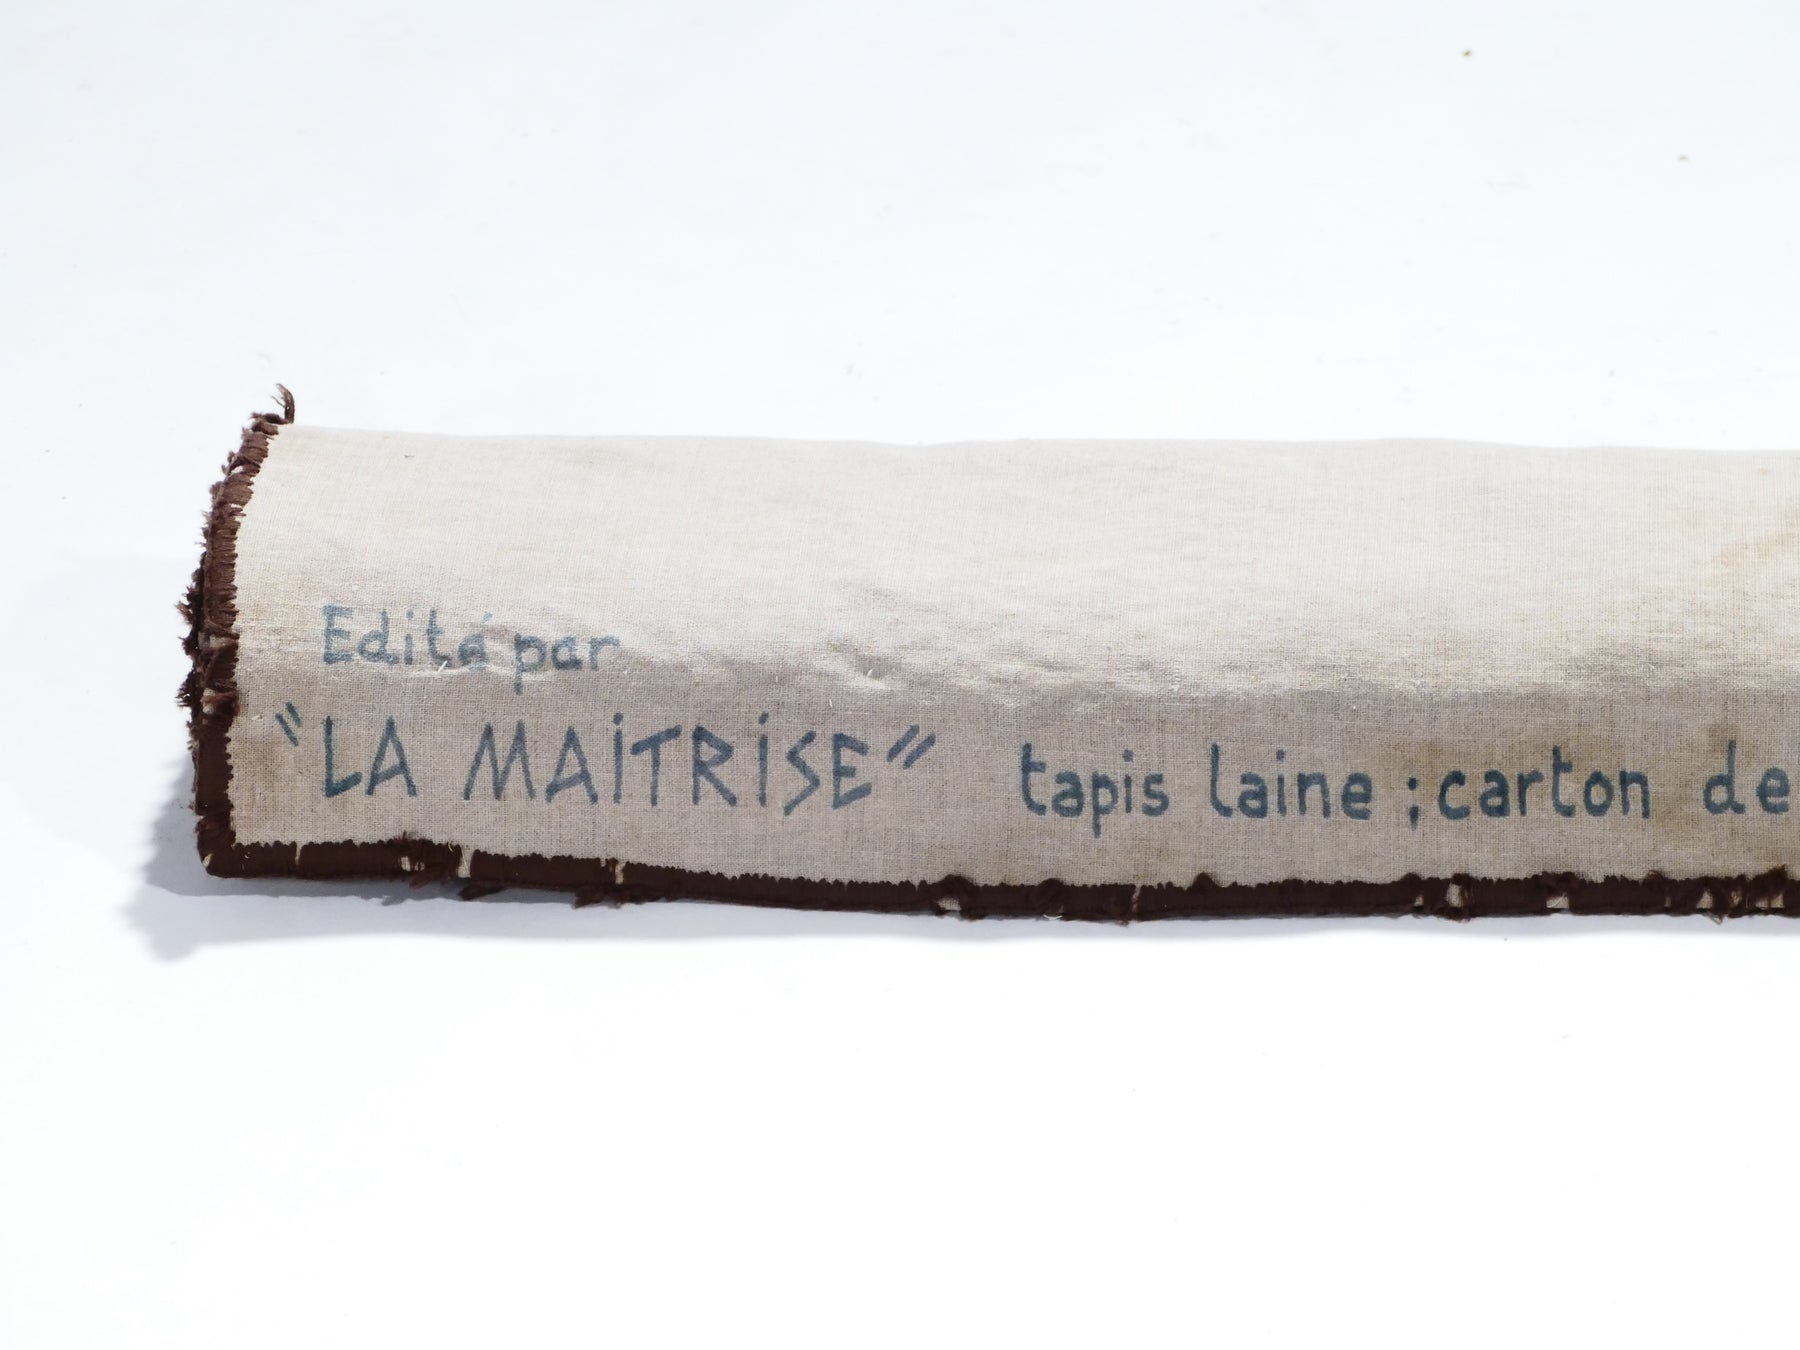 Edité par
"LA MAiTRiSE" tapis laine ; carton de